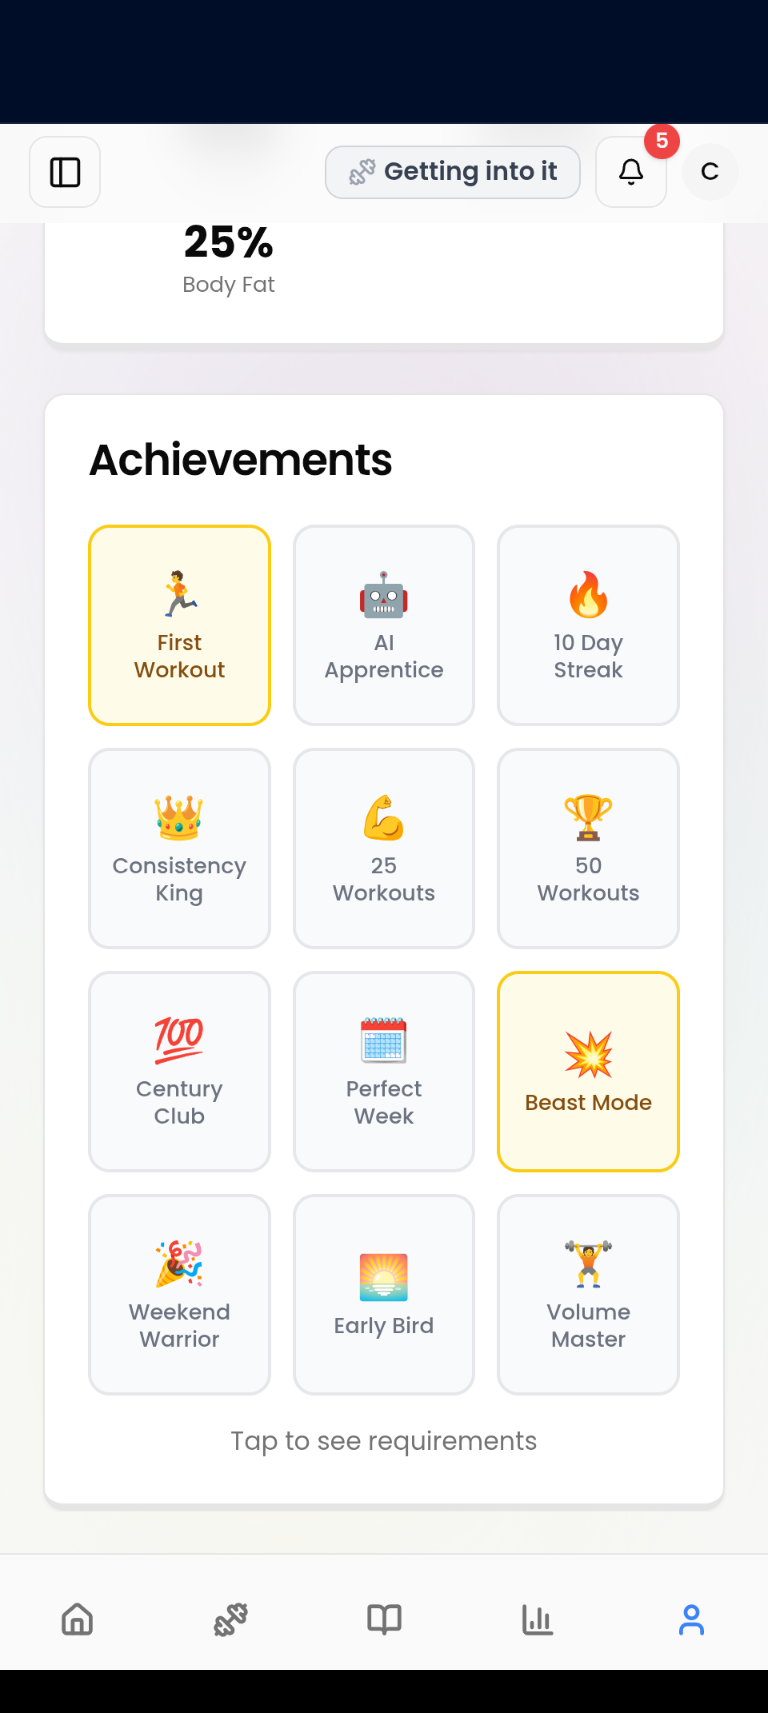 Getting into it
5
C
25%
Body Fat
Achievements
First
Workout
AI
Apprentice
10 Day
Streak
Consistency
King
25
Workouts
50
Workouts
100
Century
Club
Perfect
Week
Beast Mode
Weekend
Warrior
Early Bird
Volume
Master
Tap to see requirements